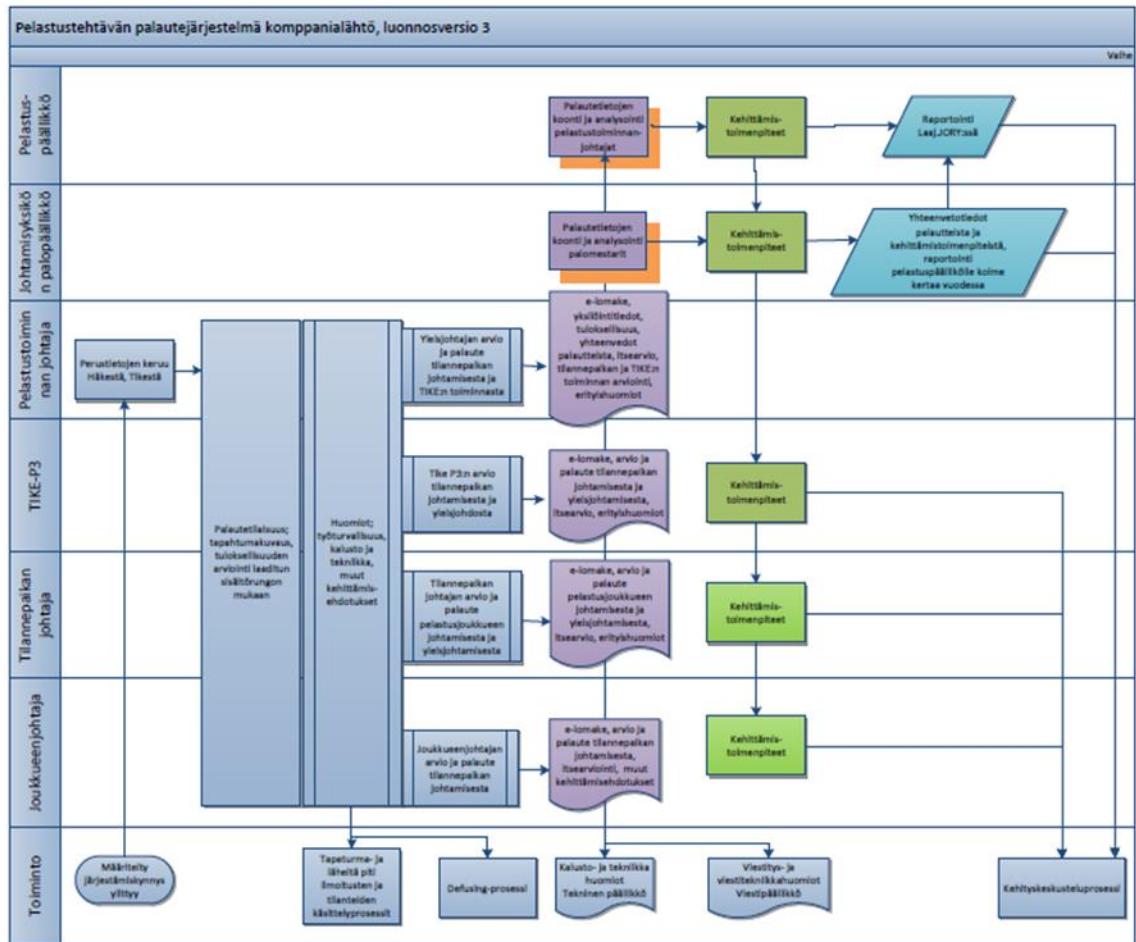 Pelastustehtävän palautejärjestelmä komppanialähtö, luonnosversio 3
Vaihe
Pelastus-
päällikkö
Palautetietojen
koonti ja analysointi
pelastustoiminnan-
johtajat
Kehittämis-
toimenpiteet
Raportointi
Laaj.JORY:ssä
Johtamisyksikö
n palopäällikkö
Palautetietojen
koonti ja analysointi
palomestarit
Kehittämis-
toimenpiteet
Yhteenvetotiedot
palautteista ja
kehittämistoimenpiteistä,
raportointi
pelastuspäällikölle kolme
kertaa vuodessa
Pelastustoimin
nan johtaja
Perustietojen keruu
Häkestä, Tikestä
Palautetilaisuus;
tapahtumakuvaus,
tuloksellisuuden
arviointi laaditun
sisältörungon
mukaan
Huomiot;
työturvallisuus,
kalusto ja
tekniikka,
muut
kehittämis-
ehdotukset
Yleisjohtajan arvio
ja palaute
tilannepaikan
johtamisesta ja
TIKE:n toiminnasta
e-lomake,
yksilöintitiedot,
tuloksellisuus,
yhteenvedot
palautteista, itsearvio,
tilannepaikan ja TIKE:n
toiminnan arviointi,
erityishuomiot
TIKE-P3
Tike P3:n arvio
tilannepaikan
johtamisesta ja
yleisjohdosta
e-lomake, arvio ja
palaute tilannepaikan
johtamisesta ja
yleisjohtamisesta,
itsearvio, erityishuomiot
Kehittämis-
toimenpiteet
Tilannepaikan
johtaja
Tilannepaikan
johtajan arvio ja
palaute
pelastusjoukkueen
johtamisesta ja
yleisjohtamisesta
e-lomake, arvio ja
palaute
pelastusjoukkueen
johtamisesta ja
yleisjohtamisesta,
itsearvio, erityishuomiot
Kehittämis-
toimenpiteet
Joukkueenjohtaja
Joukkueenjohtajan
arvio ja palaute
tilannepaikan
johtamisesta
e-lomake, arvio ja
palaute tilannepaikan
johtamisesta,
itsearviointi, muut
kehittämisehdotukset
Kehittämis-
toimenpiteet
Toiminto
Määritelty
järjestämiskynnys
ylittyy
Tapaturma- ja
läheltä piti
ilmoitusten ja
tilanteiden
käsittelyprosessit
Defusing-prosessi
Kalusto- ja tekniikka
huomiot
Tekninen päällikkö
Viestitys- ja
viestitekniikkahuomiot
Viestipäällikkö
Kehityskeskusteluprosessi